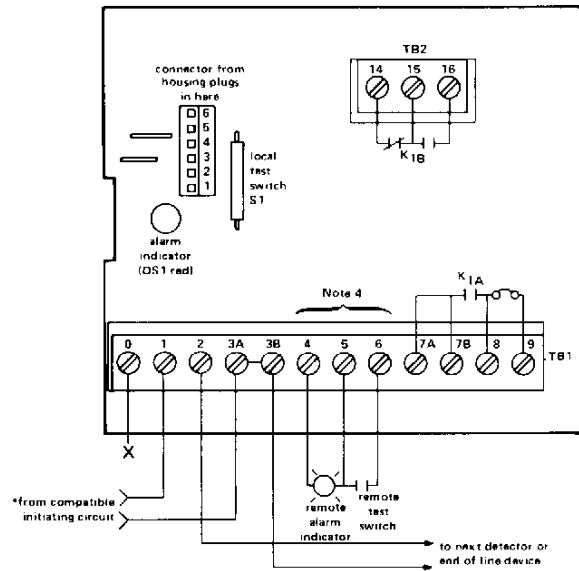 TB2
14 15 16
K1B
connector from
housing plugs
in here
6
5
4
3
2
1
local
test
switch
S1
alarm
indicator
(DS1 red)
Note 4
K1A
0 1 2 3A 3B 4 5 6 7A 7B 8 9
TB1
X
*from compatible
initiating circuit
remote
alarm
indicator
remote
test
switch
to next detector or
end of line device